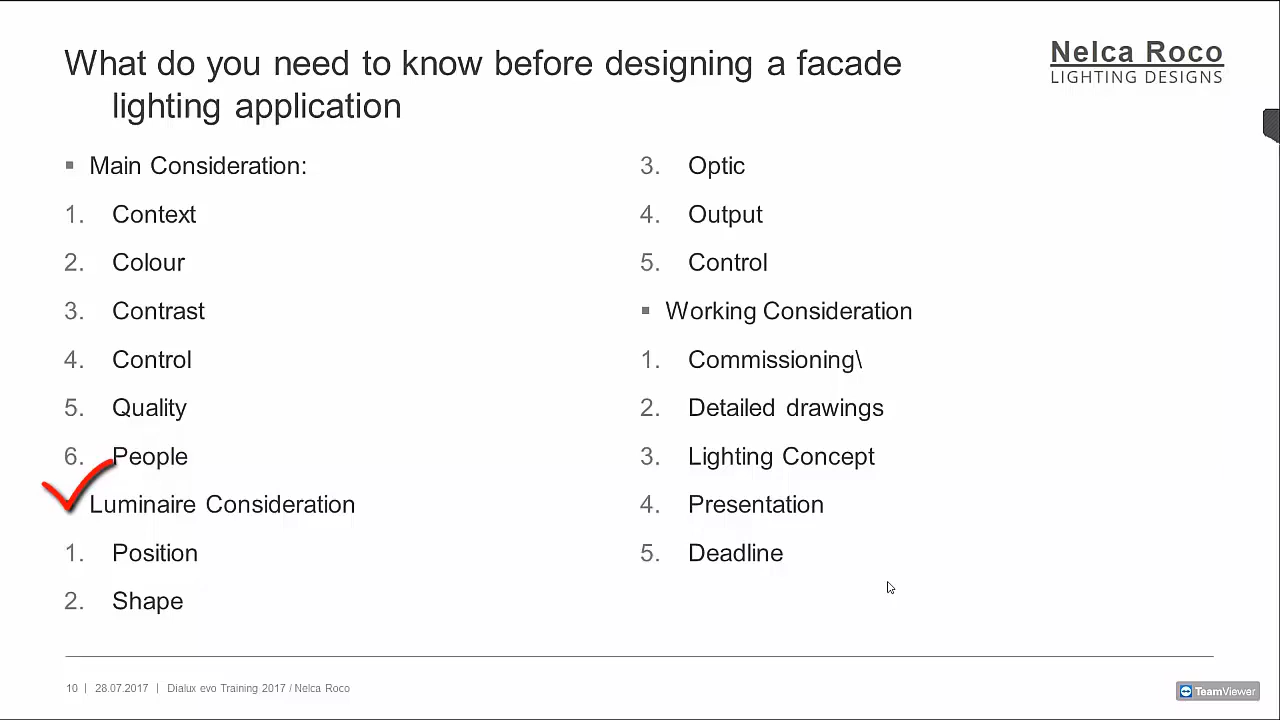 What do you need to know before designing a facade
lighting application
Nelca Roco
LIGHTING DESIGNS
▪ Main Consideration:
1. Context
2. Colour
3. Contrast
4. Control
5. Quality
6. People
Luminaire Consideration
1. Position
2. Shape
3. Optic
4. Output
5. Control
▪ Working Consideration
1. Commissioning\
2. Detailed drawings
3. Lighting Concept
4. Presentation
5. Deadline
10 | 28.07.2017 | Dialux evo Training 2017 / Nelca Roco
TeamViewer